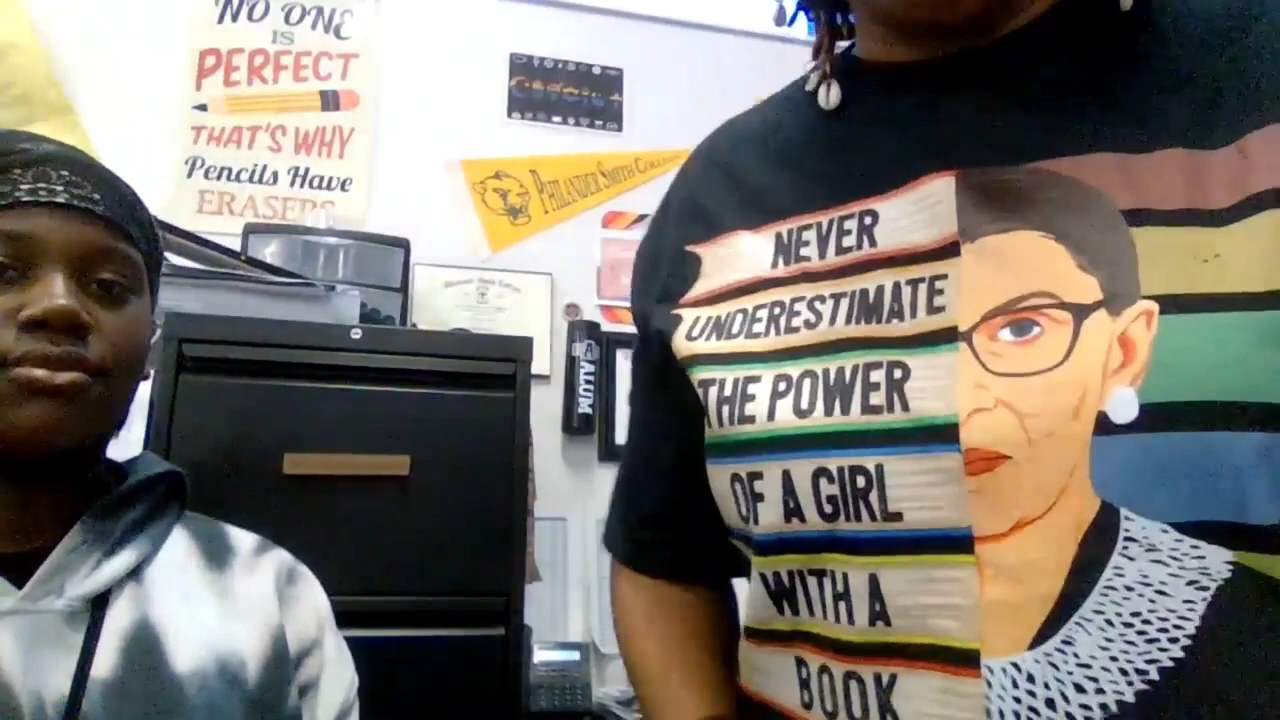 NO ONE
IS
PERFECT
THAT'S WHY
Pencils Have
ERASERS
PHILANDER SMITH COLLEGE
ALUM
NEVER
UNDERESTIMATE
THE POWER
OF A GIRL
WITH A
BOOK